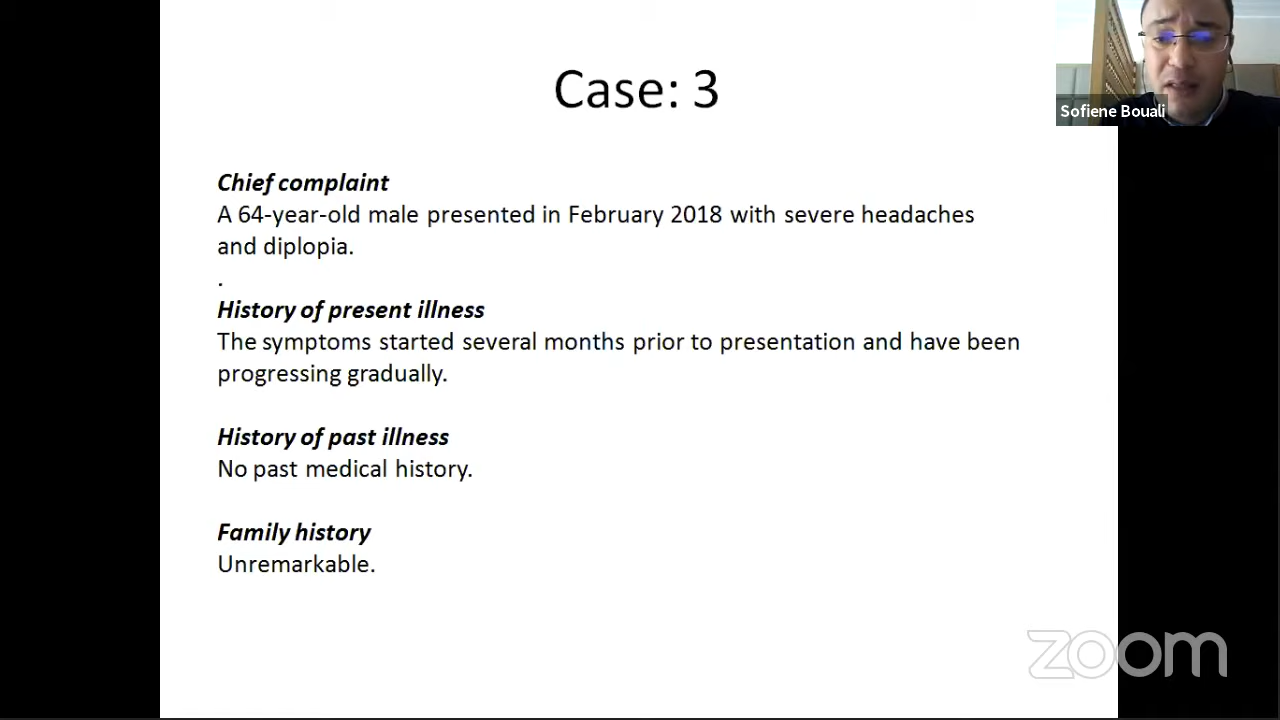 Case: 3
Sofiene Bouali
Chief complaint
A 64-year-old male presented in February 2018 with severe headaches
and diplopia.
.
History of present illness
The symptoms started several months prior to presentation and have been
progressing gradually.
History of past illness
No past medical history.
Family history
Unremarkable.
zoom